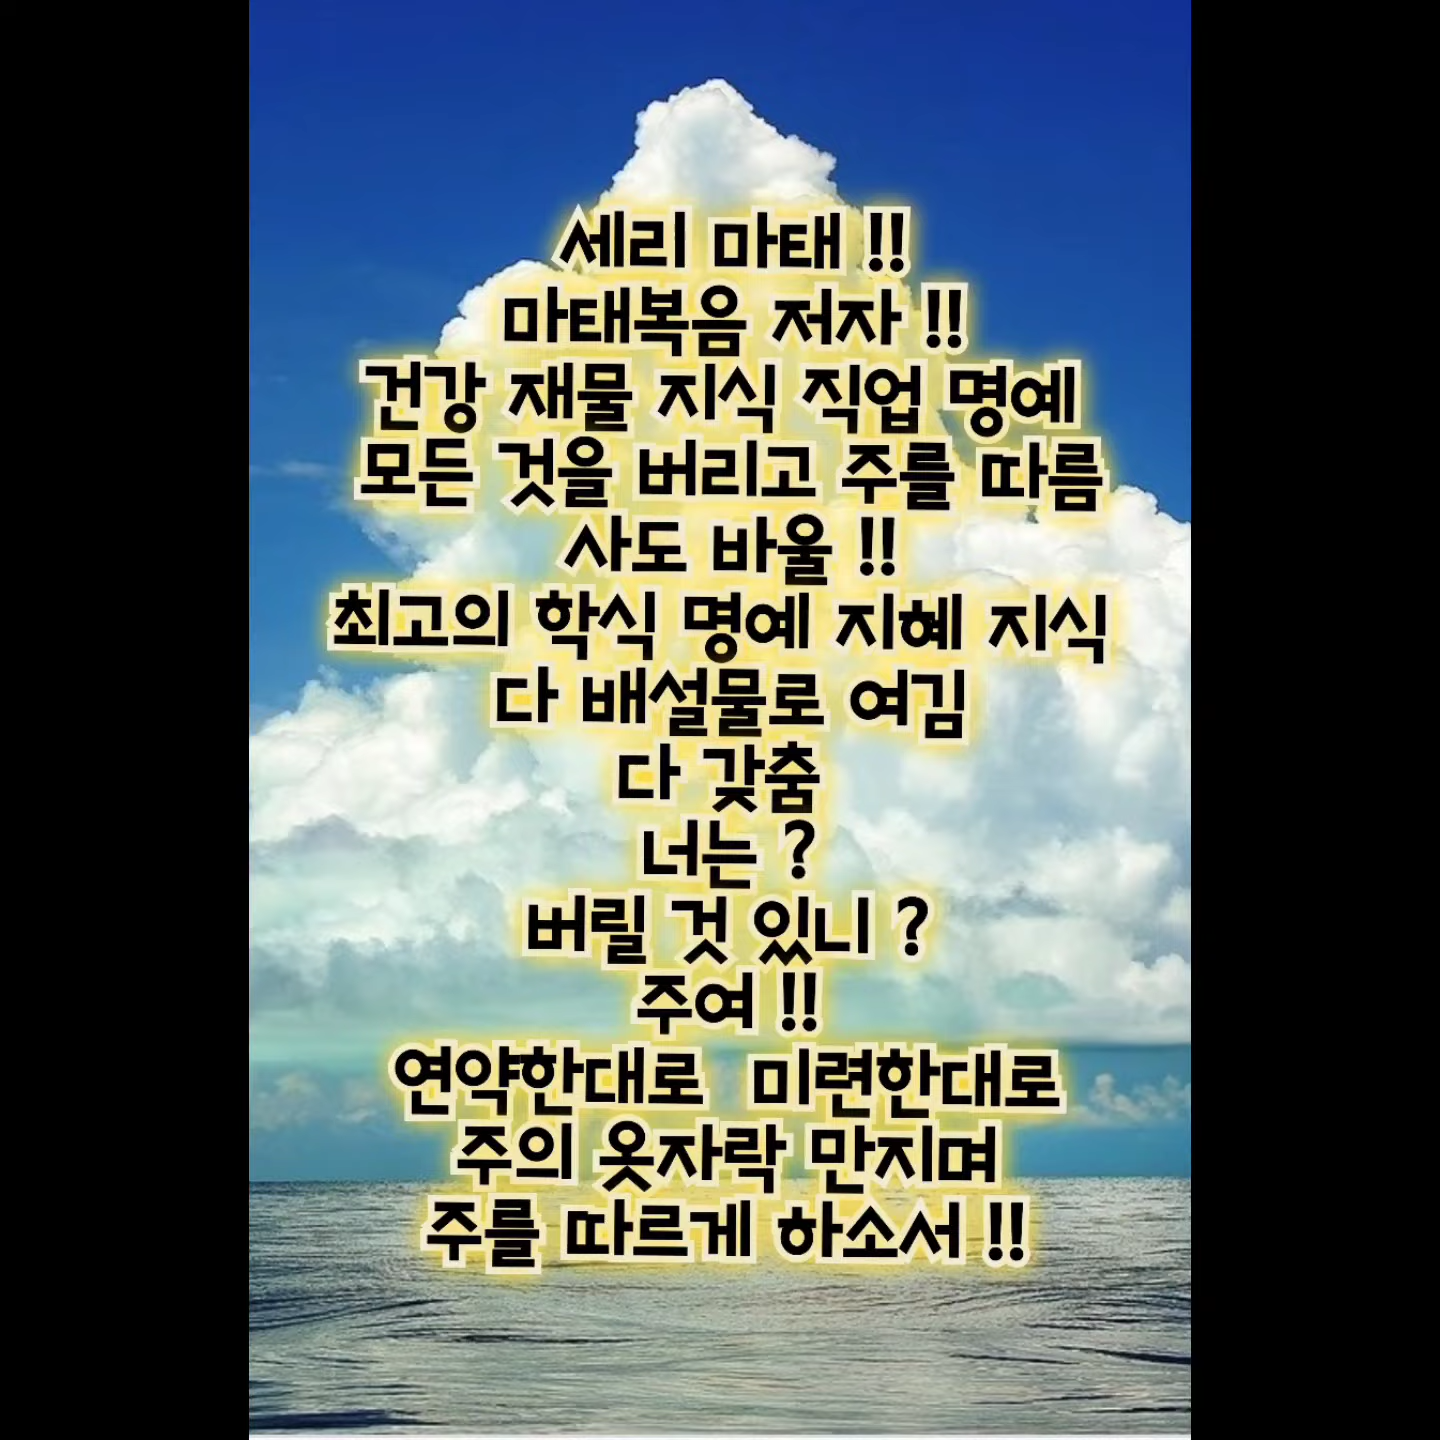 세리 마태 !!
마태복음 저자 !!
건강 재물 지식 직업 명예
모든 것을 버리고 주를 따름
사도 바울 !!
최고의 학식 명예 지혜 지식
다 배설물로 여김
다 갖춤
너는 ?
버릴 것 있니 ?
주여 !!
연약한대로 미련한대로
주의 옷자락 만지며
주를 따르게 하소서 !!